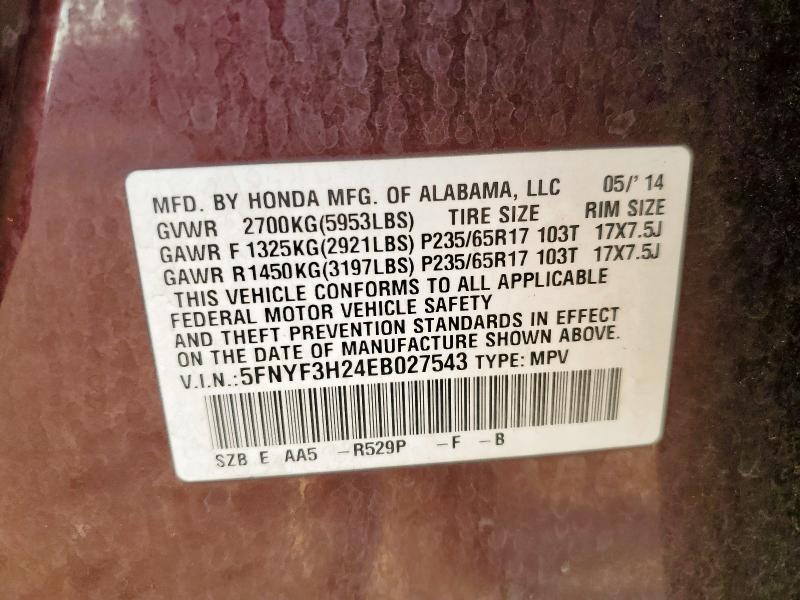 MFD. BY HONDA MFG. OF ALABAMA, LLC 05/' 14
GVWR 2700KG(5953LBS) TIRE SIZE RIM SIZE
GAWR F 1325KG(2921LBS) P235/65R17 103T 17X7.5J
GAWR R1450KG(3197LBS) P235/65R17 103T 17X7.5J
THIS VEHICLE CONFORMS TO ALL APPLICABLE
FEDERAL MOTOR VEHICLE SAFETY
AND THEFT PREVENTION STANDARDS IN EFFECT
ON THE DATE OF MANUFACTURE SHOWN ABOVE.
V.I.N.:5FNYF3H24EB027543 TYPE: MPV
SZB E AA5 -R529P -F -B